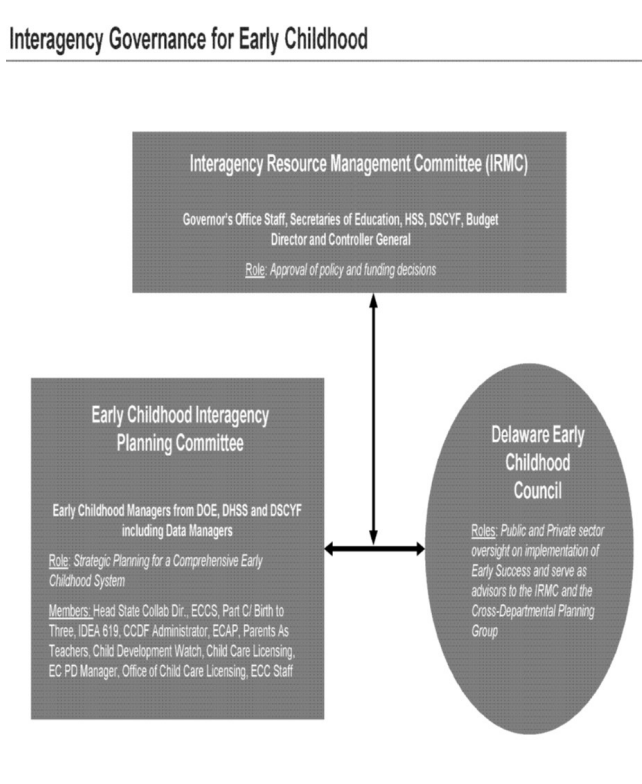 Interagency Governance for Early Childhood
Interagency Resource Management Committee (IRMC)
Governor's Office Staff, Secretaries of Education, HSS, DSCYF, Budget
Director and Controller General
Role: Approval of policy and funding decisions
Early Childhood Interagency
Planning Committee
Early Childhood Managers from DOE, DHSS and DSCYF
including Data Managers
Role: Strategic Planning for a Comprehensive Early
Childhood System
Members: Head State Collab Dir., ECCS, Part C/ Birth to
Three, IDEA 619, CCDF Administrator, ECAP, Parents As
Teachers, Child Development Watch, Child Care Licensing,
EC PD Manager, Office of Child Care Licensing, ECC Staff
Delaware Early
Childhood
Council
Roles: Public and Private sector
oversight on implementation of
Early Success and serve as
advisors to the IRMC and the
Cross-Departmental Planning
Group